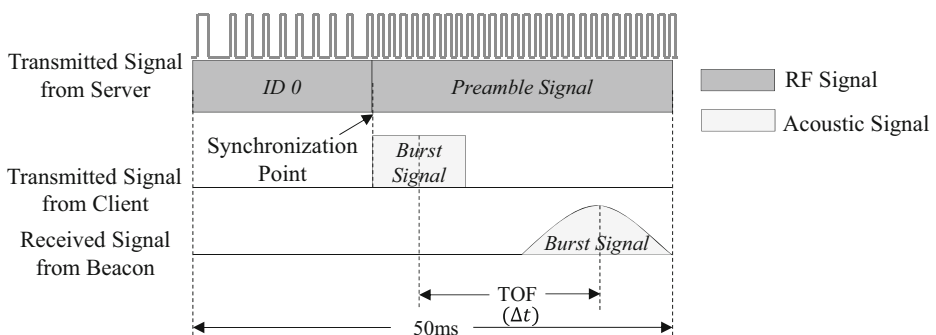 Transmitted Signal
from Server
ID 0
Preamble Signal
RF Signal
Acoustic Signal
Synchronization
Point
Burst
Signal
Transmitted Signal
from Client
Received Signal
from Beacon
Burst Signal
TOF
(Δt)
50ms